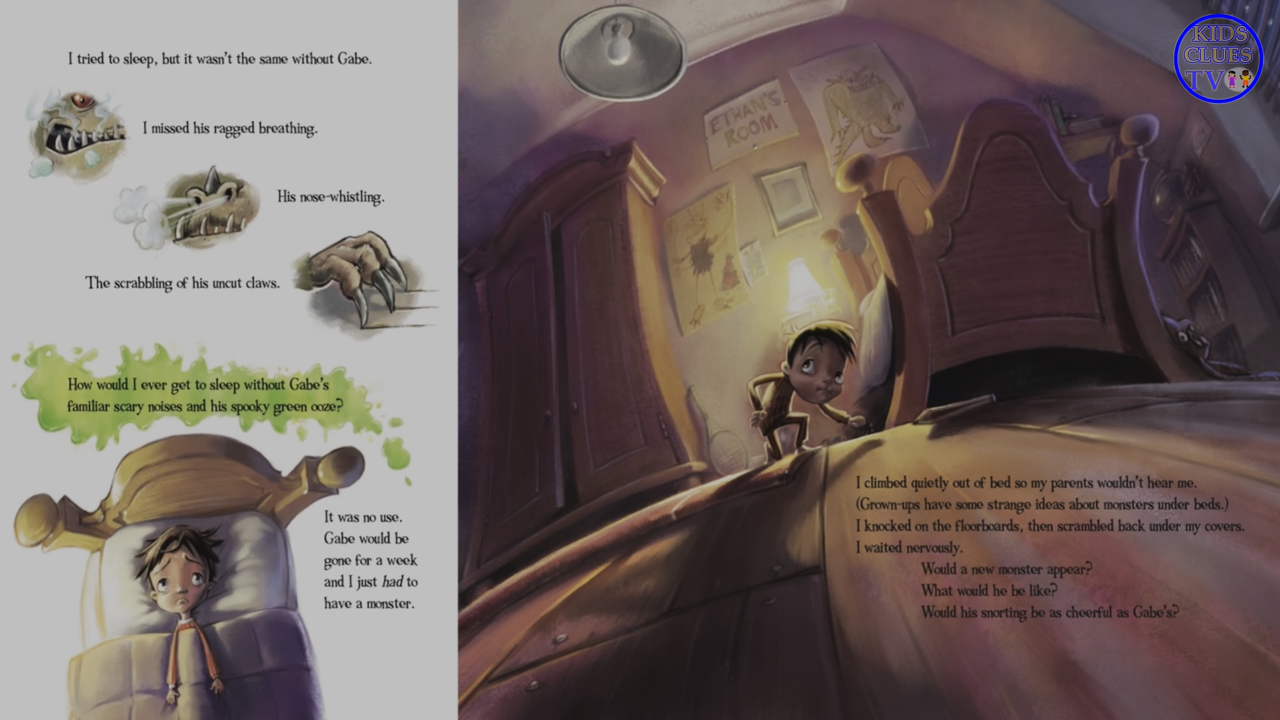 I tried to sleep, but it wasn't the same without Gabe.
I missed his ragged breathing.
His nose-whistling.
The scrabbling of his uncut claws.
How would I ever get to sleep without Gabe's
familiar scary noises and his spooky green ooze?
It was no use.
Gabe would be
gone for a week
and I just had to
have a monster.
ETHAN'S
ROOM
I climbed quietly out of bed so my parents wouldn't hear me.
(Grown-ups have some strange ideas about monsters under beds.)
I knocked on the floorboards, then scrambled back under my covers.
I waited nervously.
Would a new monster appear?
What would he be like?
Would his snorting be as cheerful as Gabe's?
KIDS
CLUES
TV